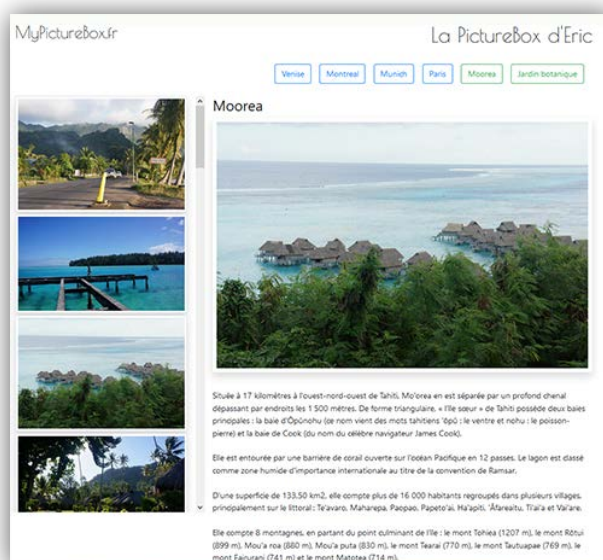 MyPictureBox.fr
La PictureBox d'Eric
Venise
Montreal
Munich
Paris
Moorea
Jardin botanique
Moorea
Située à 17 kilomètres à l'ouest-nord-ouest de Tahiti, Mo'orea en est séparée par un profond chenal
dépassant par endroits les 1 500 mètres. De forme triangulaire, « l'île sœur » de Tahiti possède deux baies
principales : la baie d'Ōpūnohu (ce nom vient des mots tahitiens 'ōpū : le ventre et nohu : le poisson-
pierre) et la baie de Cook (du nom du célèbre navigateur James Cook).
Elle est entourée par une barrière de corail ouverte sur l'océan Pacifique en 12 passes. Le lagon est classé
comme zone humide d'importance internationale au titre de la convention de Ramsar.
D'une superficie de 133,50 km2, elle compte plus de 16 000 habitants regroupés dans plusieurs villages,
principalement sur le littoral : Te'avaro, Maharepa, Paopao, Papeto'ai, Ha'apiti, 'Āfareaitu, Ti'ai'a et Vai'are.
Elle compte 8 montagnes, en partant du point culminant de l'île : le mont Tohiea (1207 m), le mont Rōtui
(899 m), Mou'a roa (880 m), Mou'a puta (830 m), le mont Tearai (770 m), le mont Tautuapae (769 m), le
mont Fairurani (741 m) et le mont Matotea (714 m).